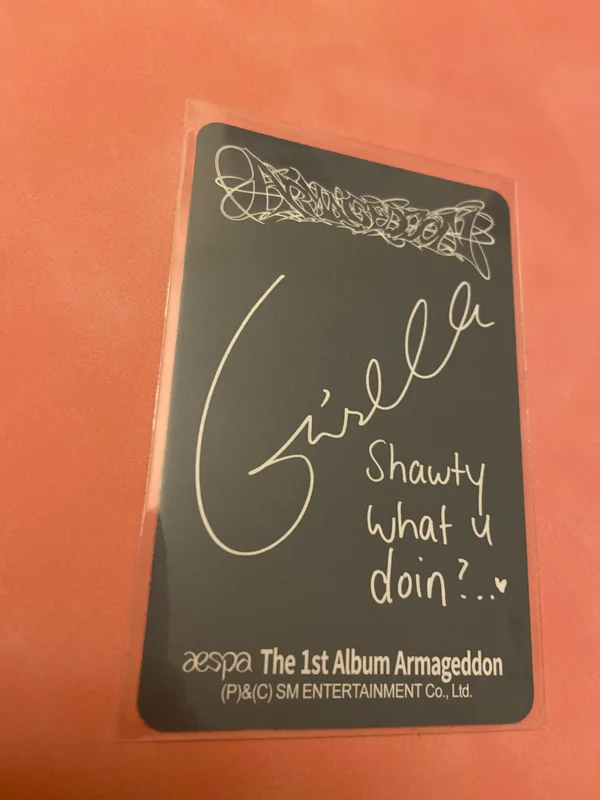 ARMAGEDDON
Giselle
Shawty
what u
doin?...♥
aespa The 1st Album Armageddon
(P)&(C) SM ENTERTAINMENT Co., Ltd.